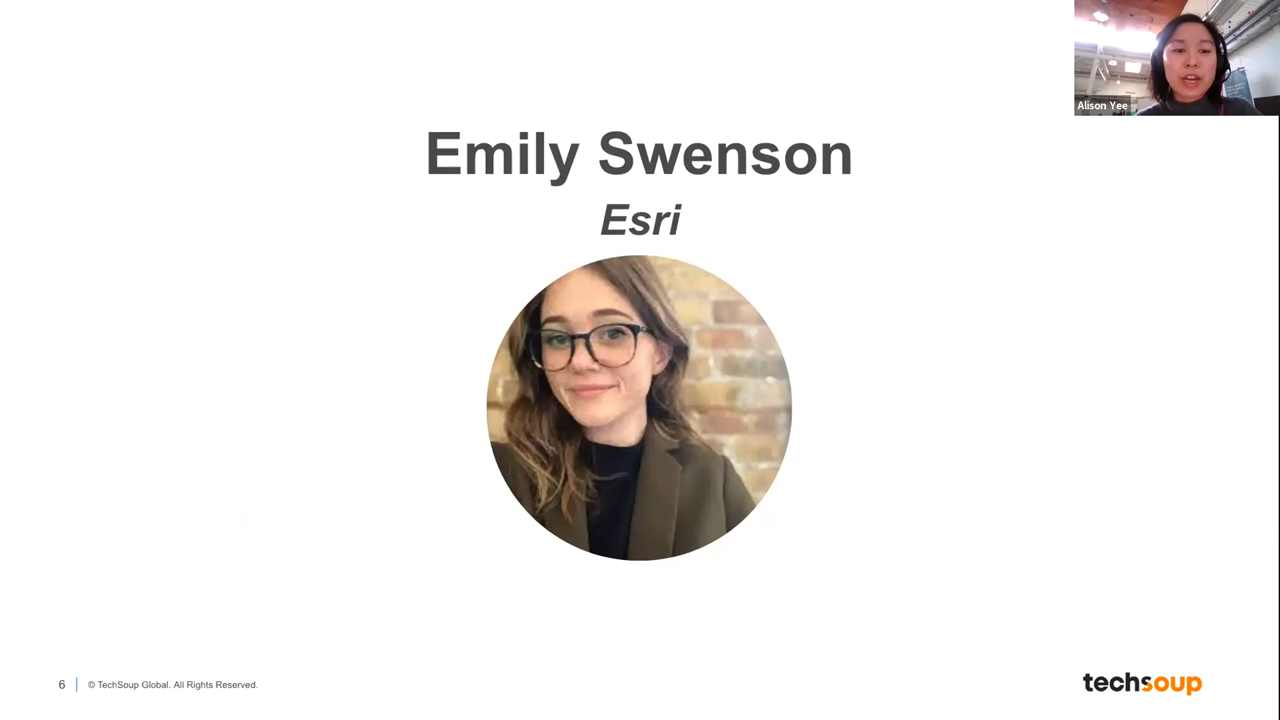 Alison Yee
Emily Swenson
Esri
6
© TechSoup Global. All Rights Reserved.
techsoup